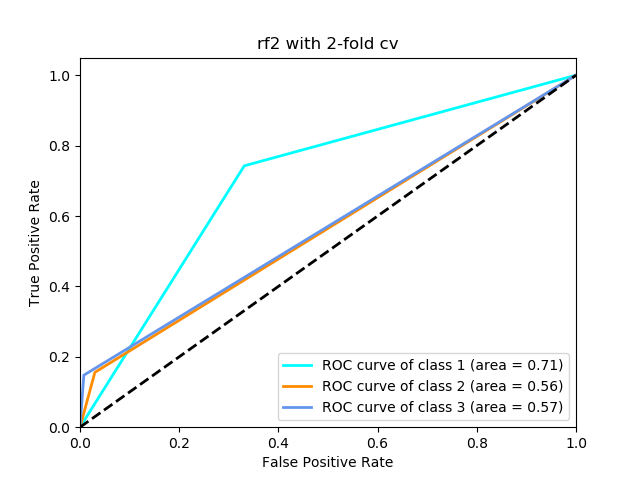 rf2 with 2-fold cv
1.0
0.8
0.6
0.4
0.2
0.0
True Positive Rate
ROC curve of class 1 (area = 0.71)
ROC curve of class 2 (area = 0.56)
ROC curve of class 3 (area = 0.57)
0.0 0.2 0.4 0.6 0.8 1.0
False Positive Rate